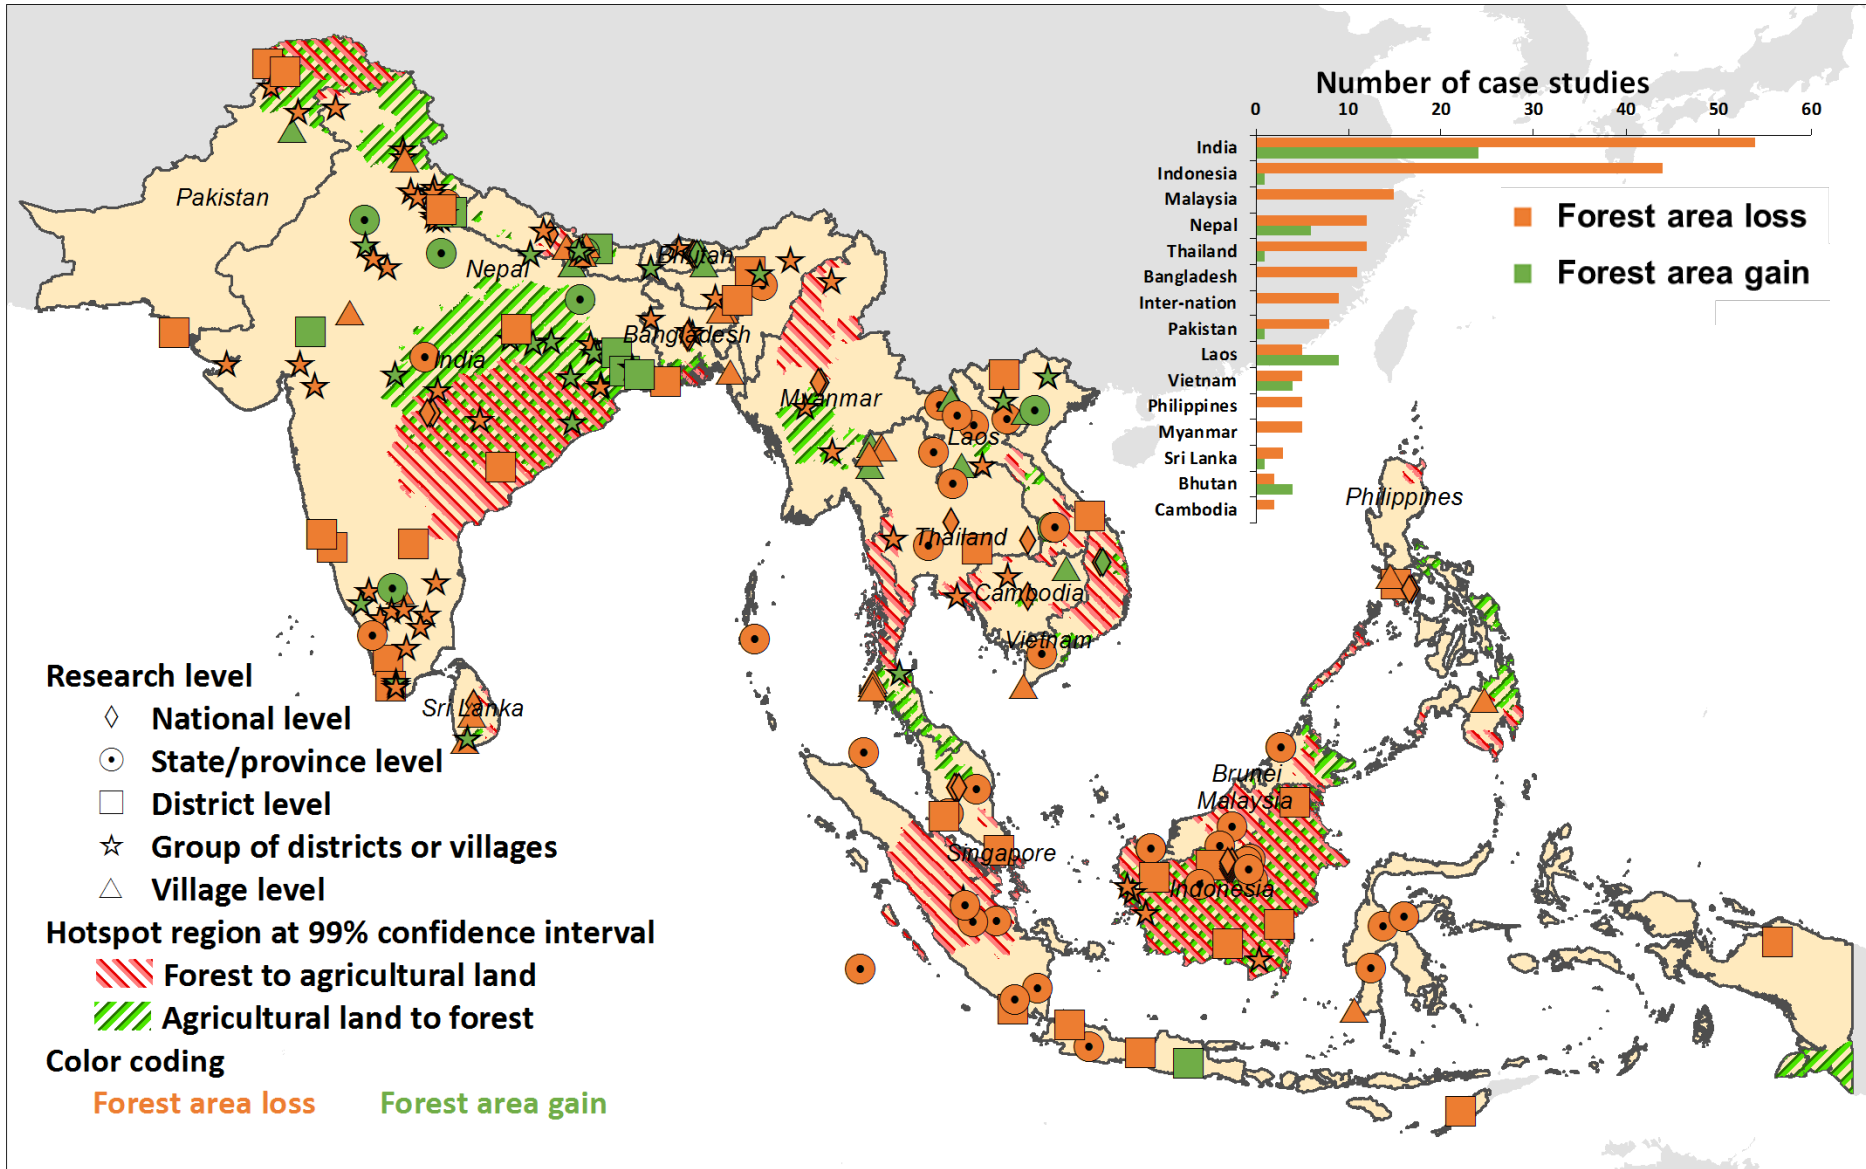 Number of case studies
0 10 20 30 40 50 60
India
Indonesia
Malaysia
Nepal
Thailand
Bangladesh
Inter-nation
Pakistan
Laos
Vietnam
Philippines
Myanmar
Sri Lanka
Bhutan
Cambodia
Forest area loss
Forest area gain
Pakistan
Nepal
Bhutan
Bangladesh
India
Myanmar
Laos
Thailand
Cambodia
Vietnam
Philippines
Sri Lanka
Brunei
Malaysia
Singapore
Indonesia
Research level
National level
State/province level
District level
Group of districts or villages
Village level
Hotspot region at 99% confidence interval
Forest to agricultural land
Agricultural land to forest
Color coding
Forest area loss Forest area gain